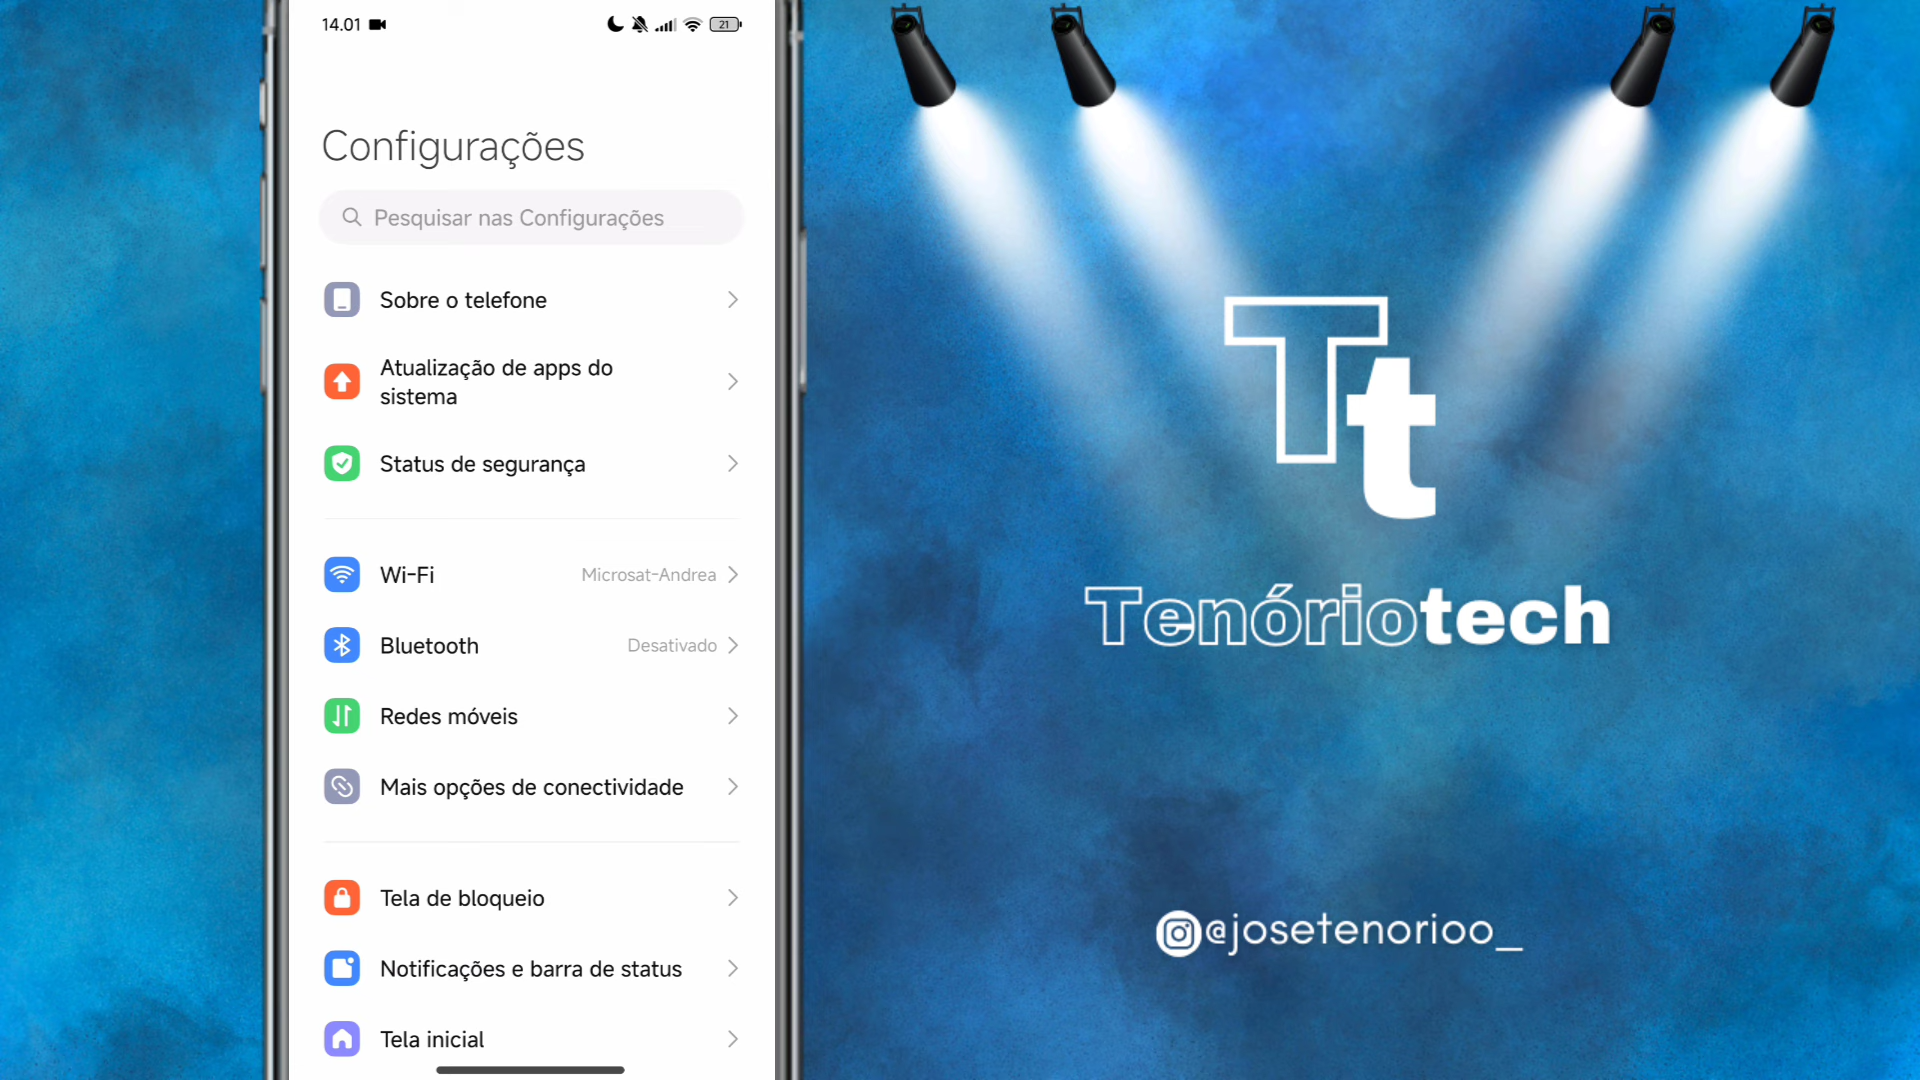 14.01
21
Configurações
Pesquisar nas Configurações
Sobre o telefone
Atualização de apps do
sistema
Status de segurança
Wi-Fi Microsat-Andrea
Bluetooth Desativado
Redes móveis
Mais opções de conectividade
Tela de bloqueio
Notificações e barra de status
Tela inicial
Tt
Tenóriotech
@josetenorioo_